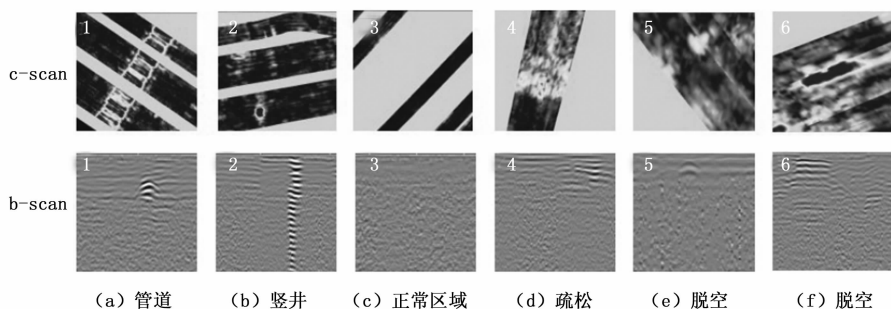 1 2 3 4 5 6
c-scan
1 2 3 4 5 6
b-scan
(a) 管道 (b) 竖井 (c) 正常区域 (d) 疏松 (e) 脱空 (f) 脱空